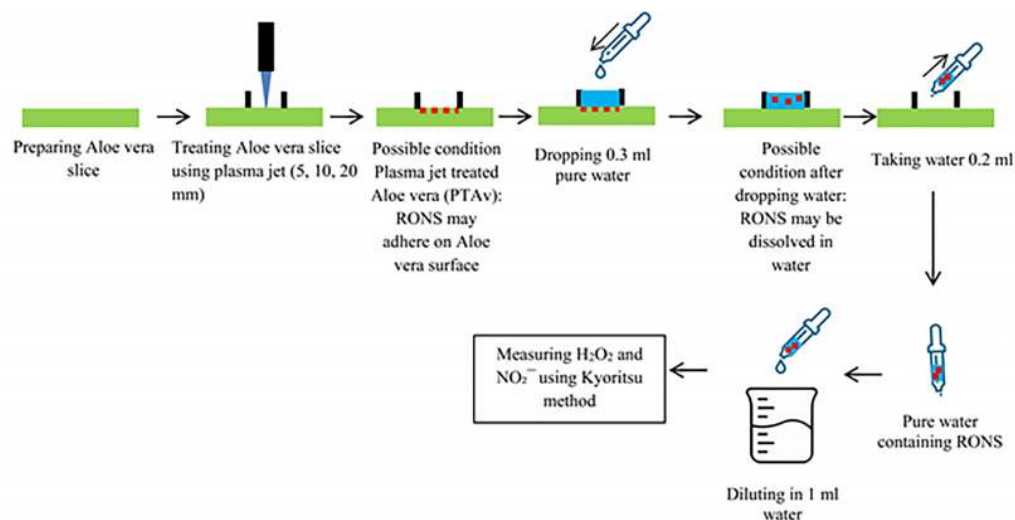 Preparing Aloe vera
slice
Treating Aloe vera slice
using plasma jet (5, 10, 20
mm)
Possible condition
Plasma jet treated
Aloe vera (PTAv):
RONS may
adhere on Aloe
vera surface
Dropping 0.3 ml
pure water
Possible
condition after
dropping water:
RONS may be
dissolved in
water
Taking water 0.2 ml
Measuring H₂O₂ and
NO₂⁻ using Kyoritsu
method
Diluting in 1 ml
water
Pure water
containing RONS